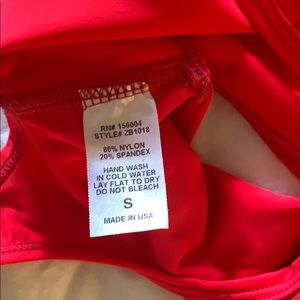 RN# 156004
STYLE# ZB1018
80% NYLON
20% SPANDEX
HAND WASH
IN COLD WATER
LAY FLAT TO DRY
DO NOT BLEACH
S
MADE IN USA